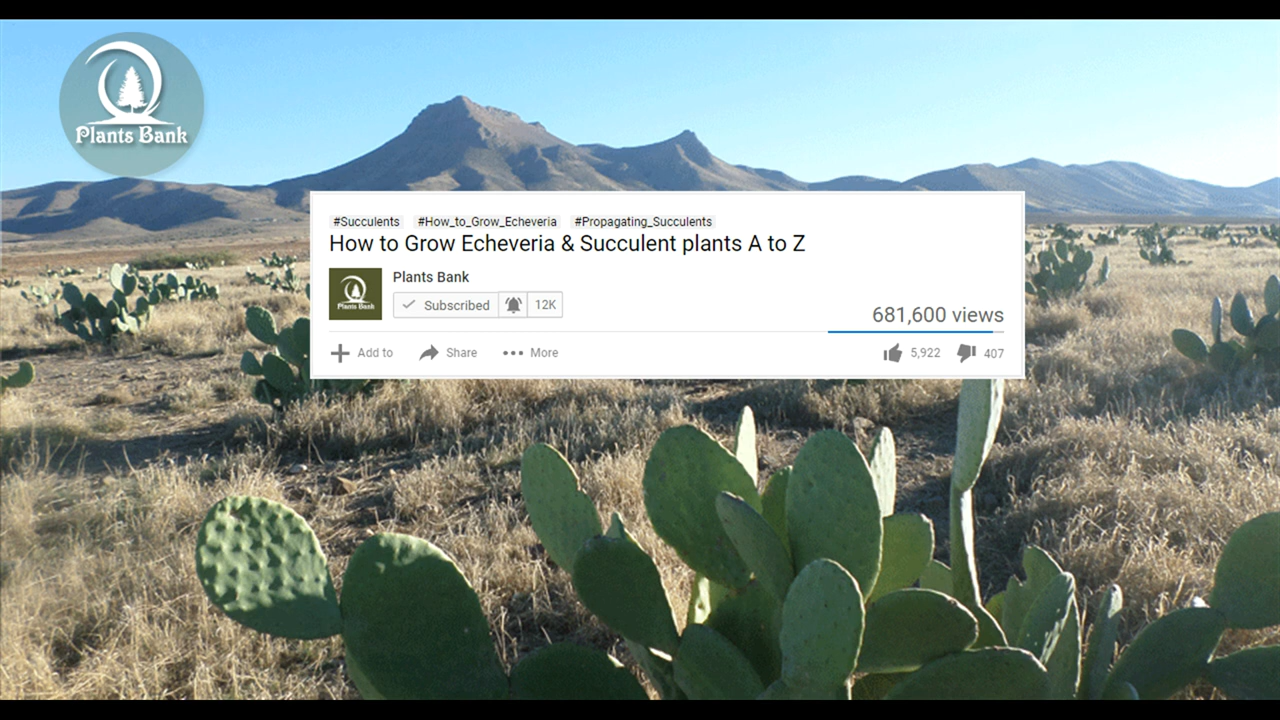 Plants Bank
#Succulents #How_to_Grow_Echeveria #Propagating_Succulents
How to Grow Echeveria & Succulent plants A to Z
Plants Bank
Plants Bank
Subscribed 12K
681,600 views
Add to Share More 5,922 407